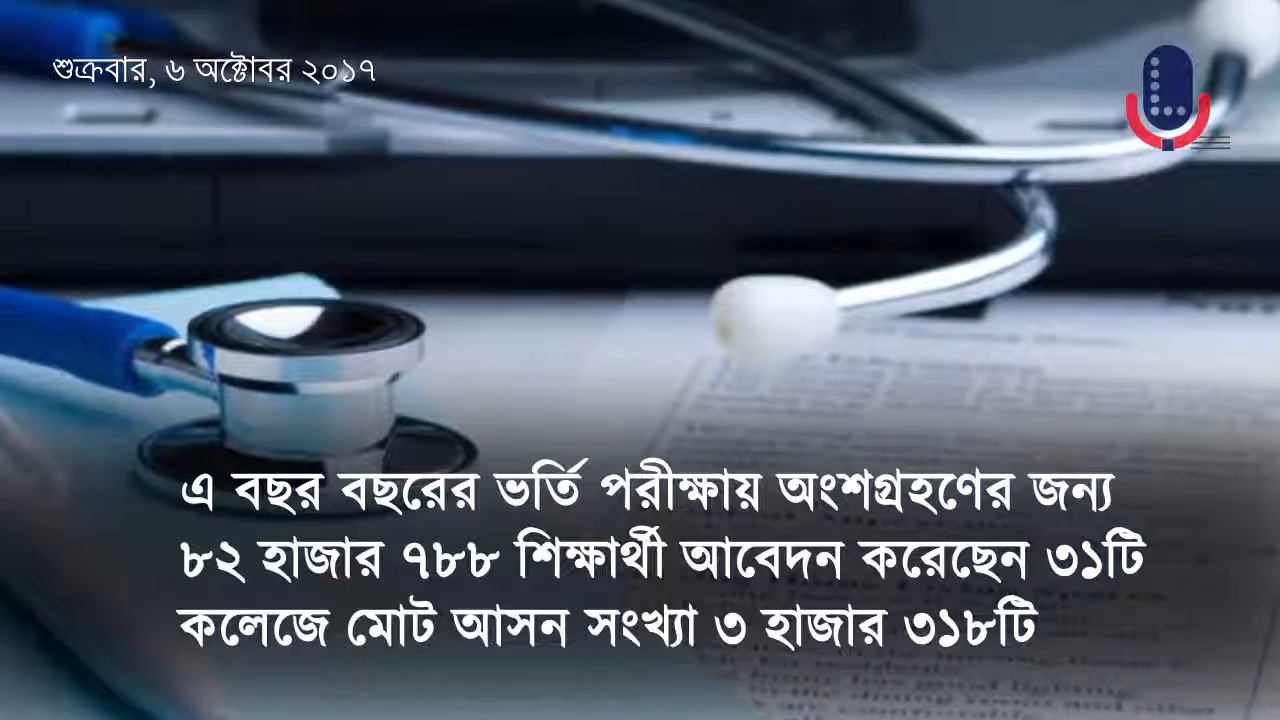 শুক্রবার, ৬ অক্টোবর ২০১৭
এ বছর বছরের ভর্তি পরীক্ষায় অংশগ্রহণের জন্য
৮২ হাজার ৭৮৮ শিক্ষার্থী আবেদন করেছেন ৩১টি
কলেজে মোট আসন সংখ্যা ৩ হাজার ৩১৮টি